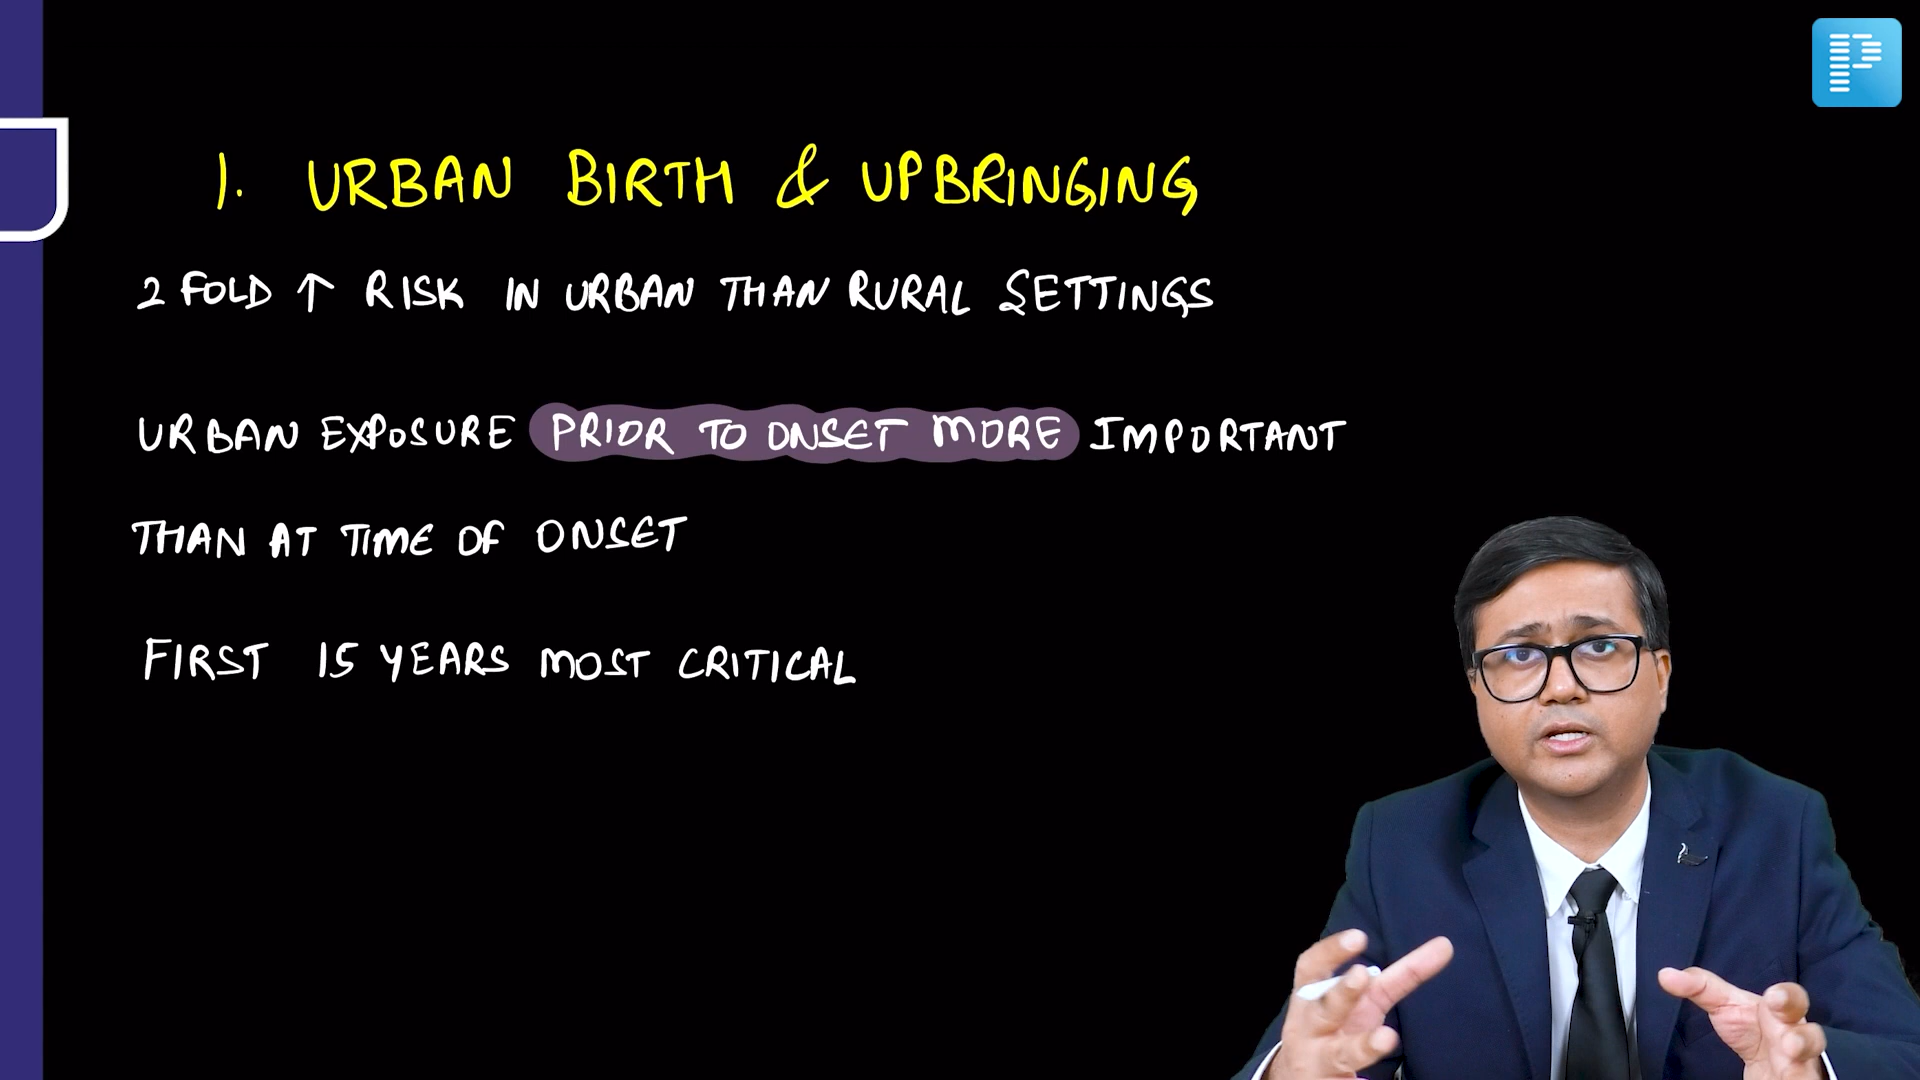 1. URBAN BIRTH & UPBRINGING
2 FOLD ↑ RISK IN URBAN THAN RURAL SETTINGS
URBAN EXPOSURE PRIOR TO ONSET MORE IMPORTANT
THAN AT TIME OF ONSET
FIRST 15 YEARS MOST CRITICAL